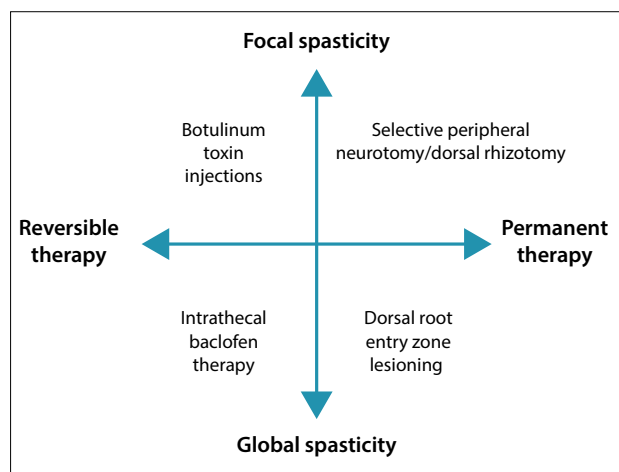 Focal spasticity
Botulinum
toxin
injections
Selective peripheral
neurotomy/dorsal rhizotomy
Reversible
therapy
Permanent
therapy
Intrathecal
baclofen
therapy
Dorsal root
entry zone
lesioning
Global spasticity